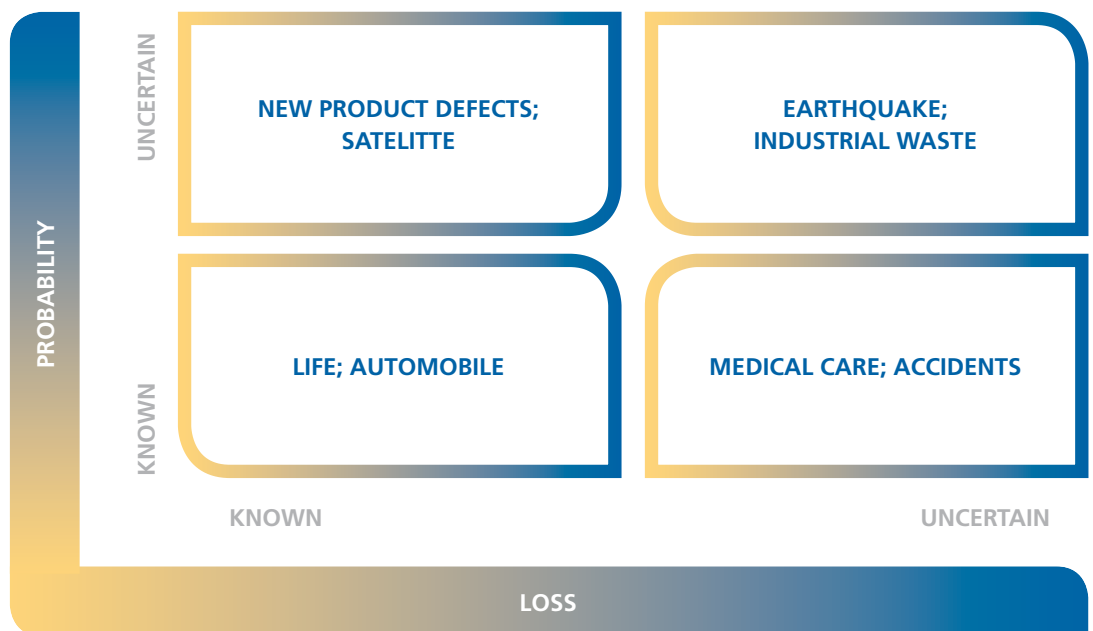 UNCERTAIN
NEW PRODUCT DEFECTS;
SATELITTE
EARTHQUAKE;
INDUSTRIAL WASTE
PROBABILITY
KNOWN
LIFE; AUTOMOBILE
MEDICAL CARE; ACCIDENTS
KNOWN
UNCERTAIN
LOSS